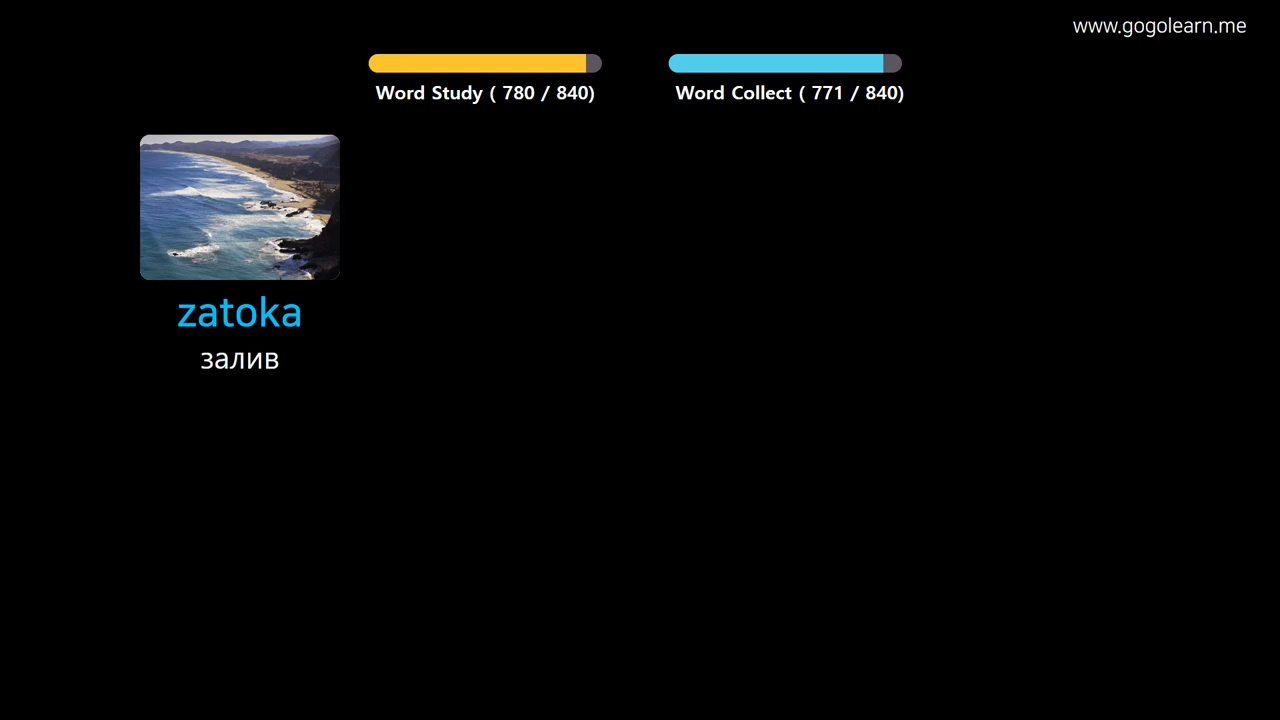 www.gogolearn.me
Word Study ( 780 / 840)
Word Collect ( 771 / 840)
zatoka
залив